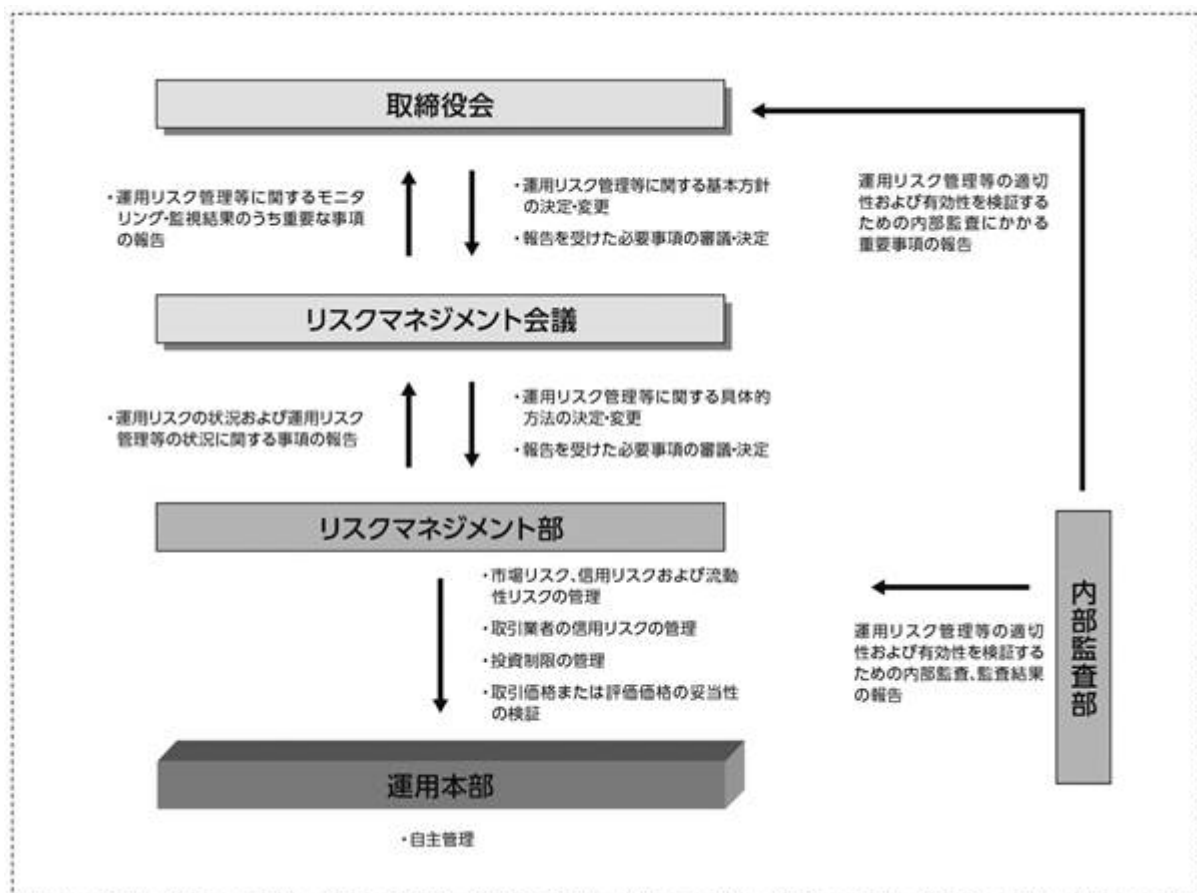 取締役会
・運用リスク管理等に関するモニタ
リング・監視結果のうち重要な事項
の報告
・運用リスク管理等に関する基本方針
の決定・変更
・報告を受けた必要事項の審議・決定
運用リスク管理等の適切
性および有効性を検証する
ための内部監査にかかる
重要事項の報告
リスクマネジメント会議
・運用リスクの状況および運用リスク
管理等の状況に関する事項の報告
・運用リスク管理等に関する具体的
方法の決定・変更
・報告を受けた必要事項の審議・決定
リスクマネジメント部
・市場リスク、信用リスクおよび流動
性リスクの管理
・取引業者の信用リスクの管理
・投資制限の管理
・取引価格または評価価格の妥当性
の検証
運用リスク管理等の適切
性および有効性を検証する
ための内部監査、監査結果
の報告
内部監査部
運用本部
・自主管理